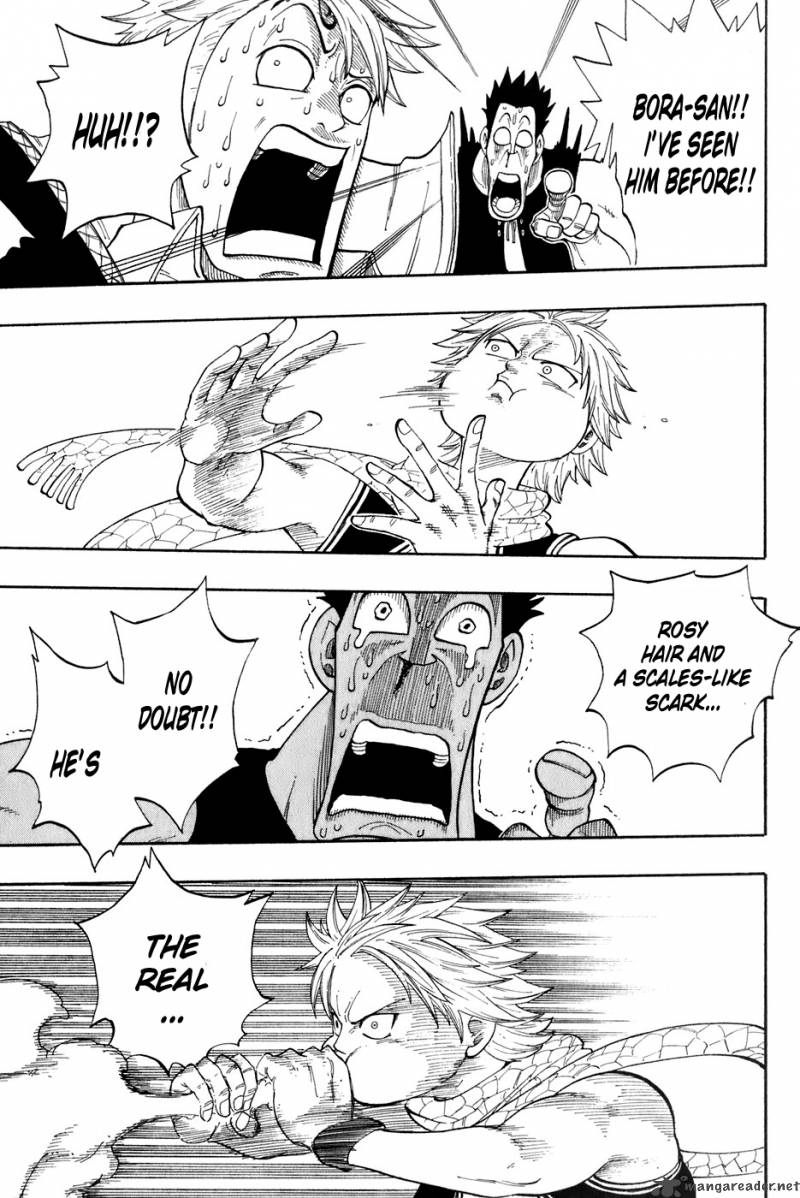 BORA-SAN!!
I'VE SEEN
HIM BEFORE!!
HUH!!?
ROSY
HAIR AND
A SCALES-LIKE
SCARK...
NO
DOUBT!!
HE'S
THE
REAL
...
mangareader.net